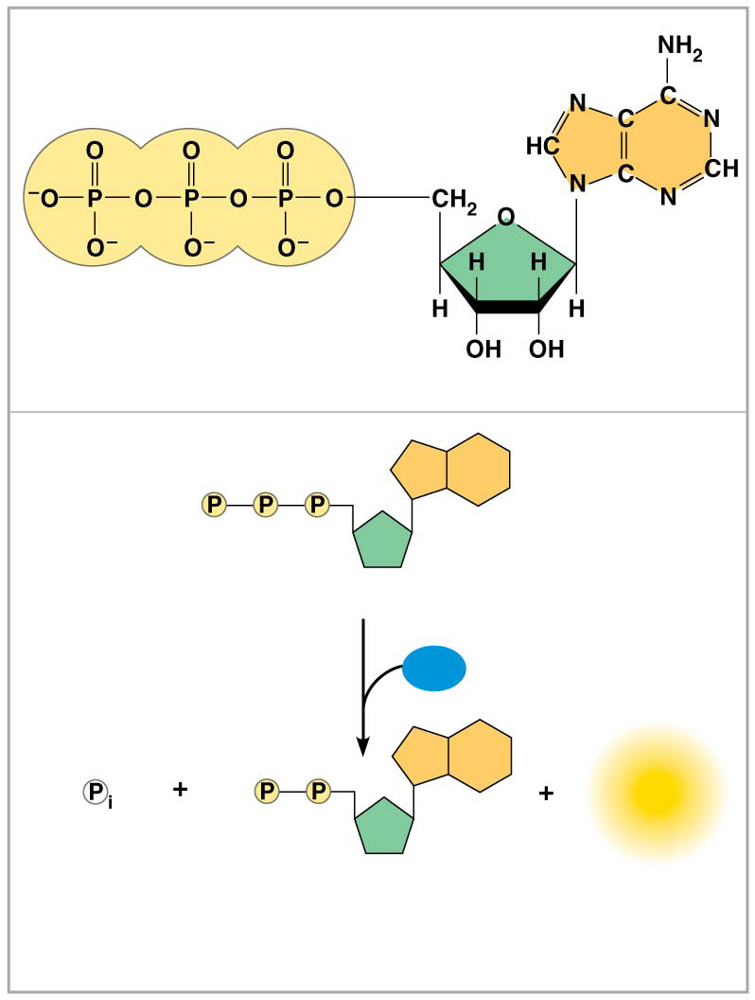 NH₂
N C C N
HC CH
N C N
O O O
⁻O P O P O P O CH₂
O⁻ O⁻ O⁻
O
H H
H H
OH OH
P P P
Pᵢ + P P +